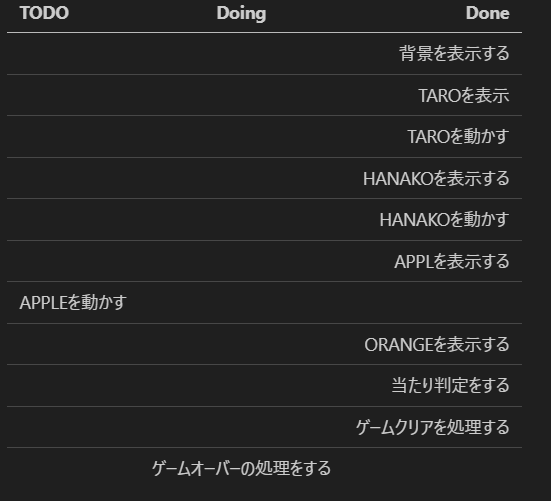 TODO Doing Done
背景を表示する
TAROを表示
TAROを動かす
HANAKOを表示する
HANAKOを動かす
APPLを表示する
APPLEを動かす
ORANGEを表示する
当たり判定をする
ゲームクリアを処理する
ゲームオーバーの処理をする